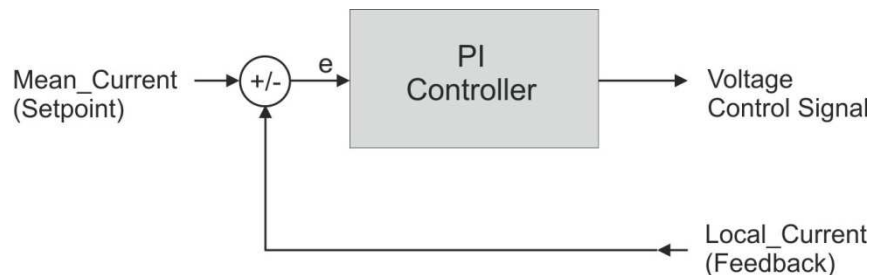 Mean_Current
(Setpoint)
+/-
e
PI
Controller
Voltage
Control Signal
Local_Current
(Feedback)